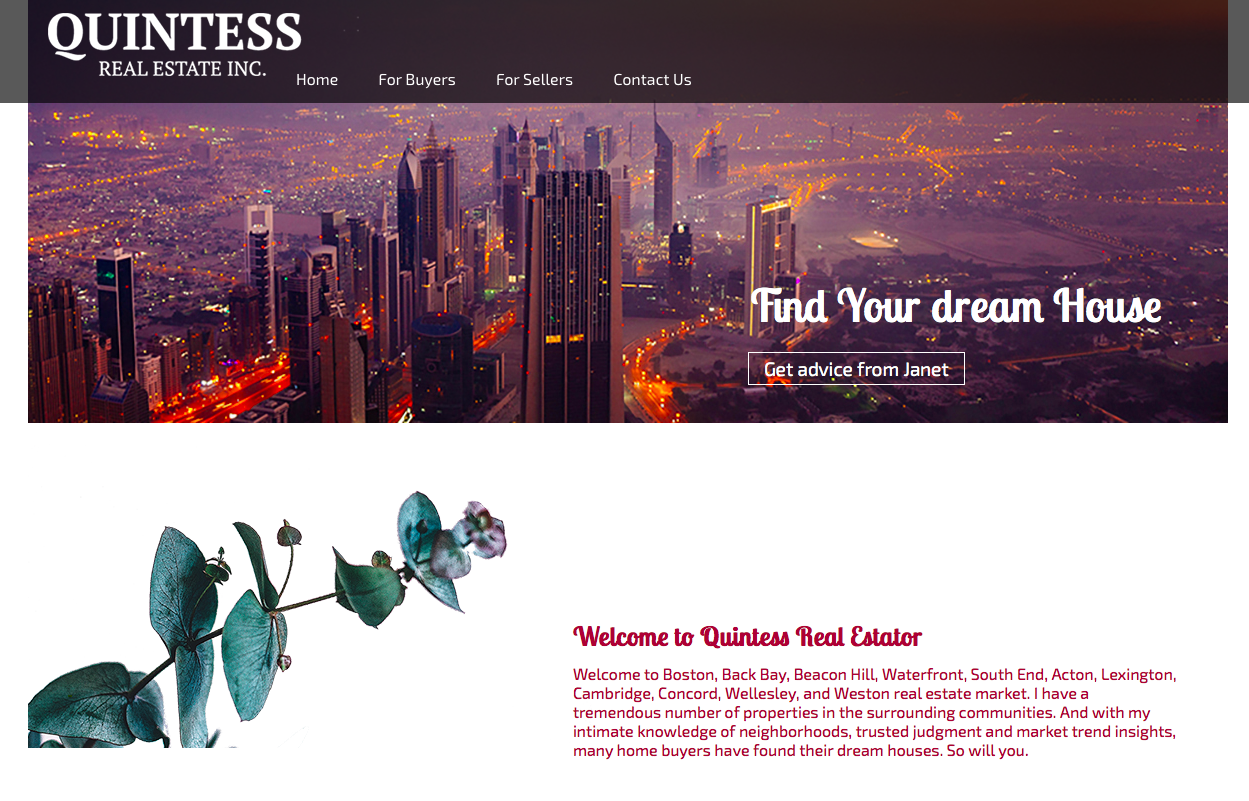 QUINTESS
REAL ESTATE INC.
Home For Buyers For Sellers Contact Us
Find Your dream House
Get advice from Janet
Welcome to Quintess Real Estator
Welcome to Boston, Back Bay, Beacon Hill, Waterfront, South End, Acton, Lexington,
Cambridge, Concord, Wellesley, and Weston real estate market. I have a
tremendous number of properties in the surrounding communities. And with my
intimate knowledge of neighborhoods, trusted judgment and market trend insights,
many home buyers have found their dream houses. So will you.